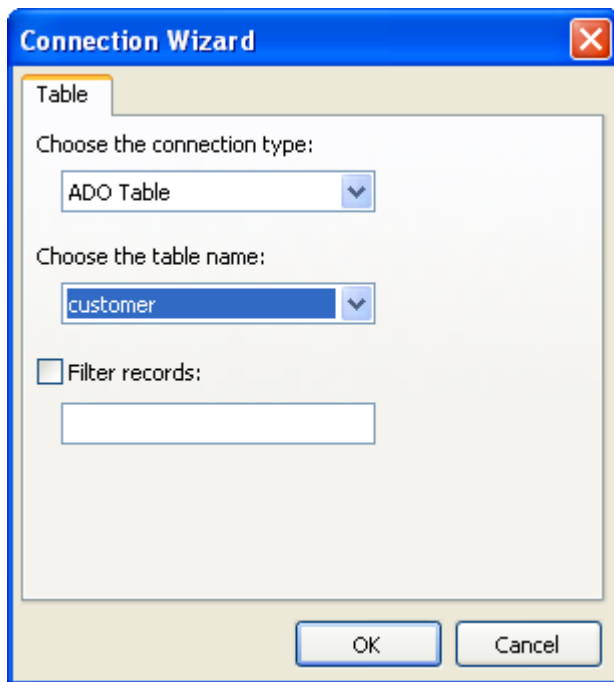 Connection Wizard
Table
Choose the connection type:
ADO Table
Choose the table name:
customer
Filter records:
OK
Cancel